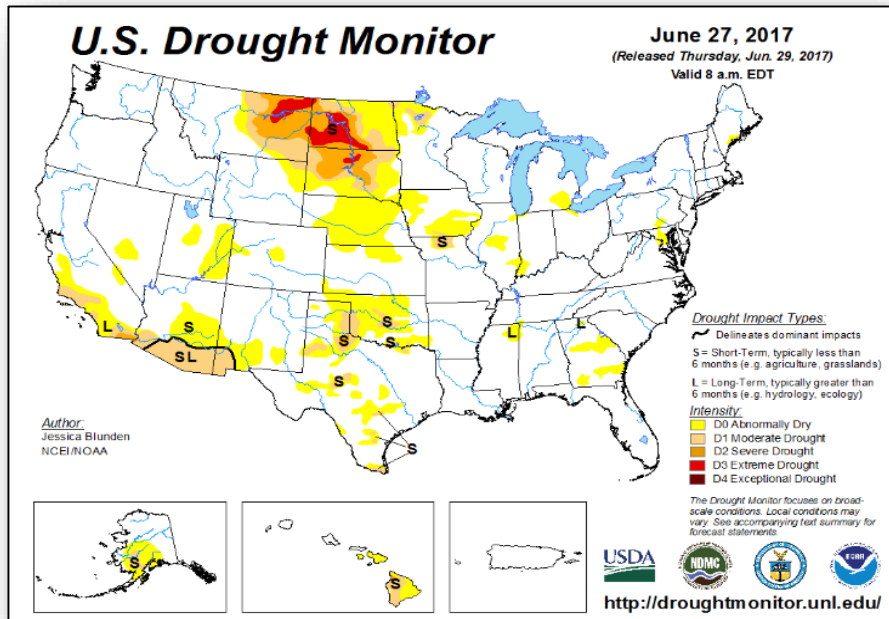 U.S. Drought Monitor
June 27, 2017
(Released Thursday, Jun. 29, 2017)
Valid 8 a.m. EDT
S
S
L
S
S L
S
S
S
S
S
S
L
L
Author:
Jessica Blunden
NCEI/NOAA
Drought Impact Types:
Delineates dominant impacts
S = Short-Term, typically less than
6 months (e.g. agriculture, grasslands)
L = Long-Term, typically greater than
6 months (e.g. hydrology, ecology)
Intensity:
D0 Abnormally Dry
D1 Moderate Drought
D2 Severe Drought
D3 Extreme Drought
D4 Exceptional Drought
The Drought Monitor focuses on broad-
scale conditions. Local conditions may
vary. See accompanying text summary for
forecast statements.
S
S
USDA
NDMC
NOAA
http://droughtmonitor.unl.edu/